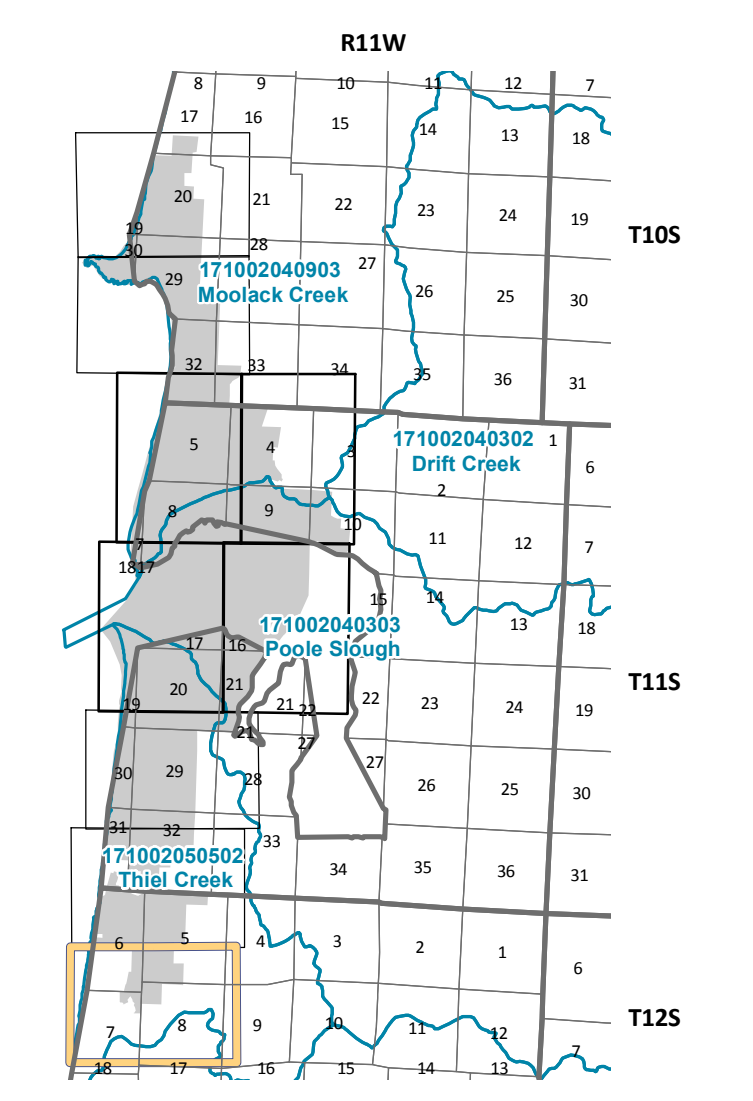 R11W
8 9 10 11 12 7
17 16 15 14 13 18
20 21 22 23 24 19
T10S
19
30 28 27
171002040903
Moolack Creek
29 26 25 30
32 33 34 35 36 31
5 4 3
171002040302
Drift Creek
1 6
2
8 9 10 11 12 7
7
18 17
15 14 13 18
171002040303
Poole Slough
17 16
20 21 21 22 22 23 24 19
T11S
19
21 27 27
30 29 28 26 25 30
31 32 33
171002050502
Thiel Creek
34 35 36 31
6 5 4 3 2 1 6
T12S
7 8 9 10 11 12 7
18 17 16 15 14 13